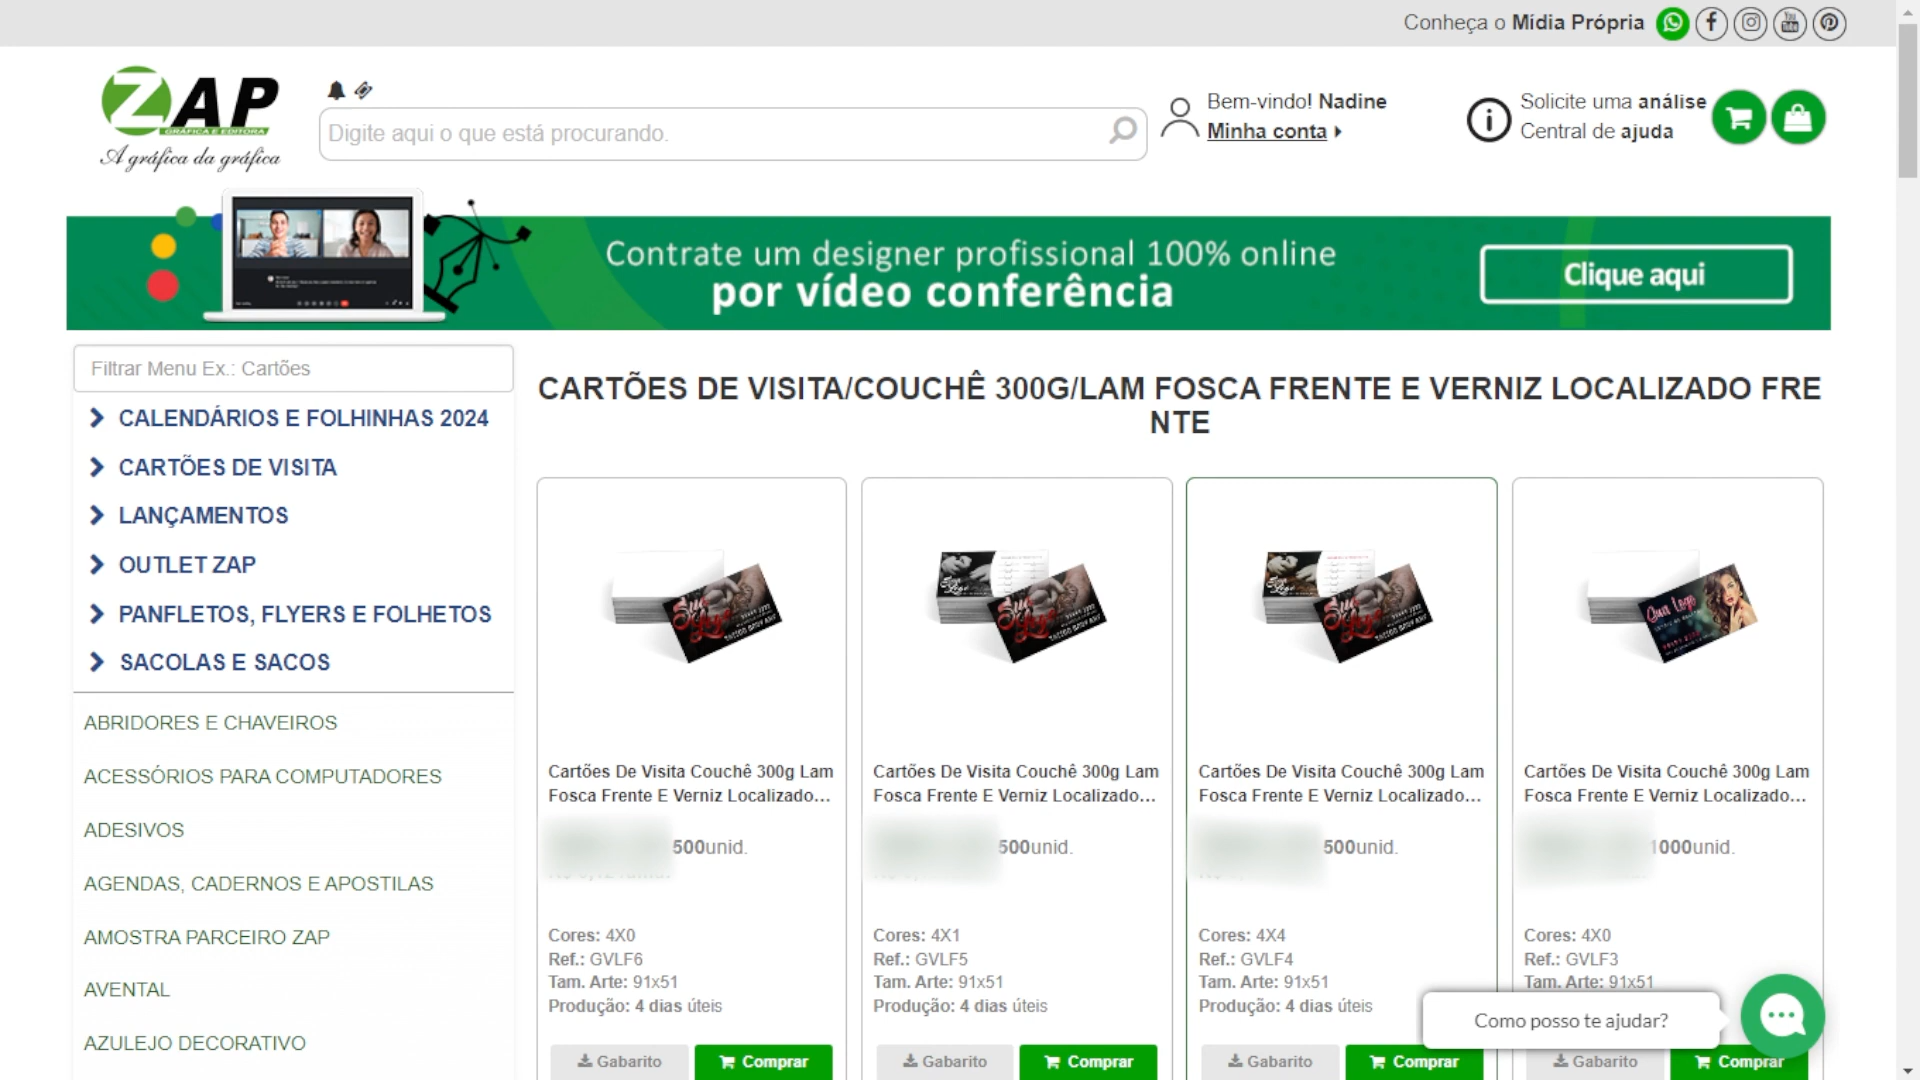 Conheça o Mídia Própria
ZAP
GRÁFICA E EDITORA
A gráfica da gráfica
Digite aqui o que está procurando.
Bem-vindo! Nadine
Minha conta
Solicite uma análise
Central de ajuda
Contrate um designer profissional 100% online
por vídeo conferência
Clique aqui
Filtrar Menu Ex.: Cartões
CALENDÁRIOS E FOLHINHAS 2024
CARTÕES DE VISITA
LANÇAMENTOS
OUTLET ZAP
PANFLETOS, FLYERS E FOLHETOS
SACOLAS E SACOS
ABRIDORES E CHAVEIROS
ACESSÓRIOS PARA COMPUTADORES
ADESIVOS
AGENDAS, CADERNOS E APOSTILAS
AMOSTRA PARCEIRO ZAP
AVENTAL
AZULEJO DECORATIVO
CARTÕES DE VISITA/COUCHÊ 300G/LAM FOSCA FRENTE E VERNIZ LOCALIZADO FRE
NTE
Cartões De Visita Couchê 300g Lam
Fosca Frente E Verniz Localizado...
500unid.
Cores: 4X0
Ref.: GVLF6
Tam. Arte: 91x51
Produção: 4 dias úteis
Gabarito
Comprar
Cartões De Visita Couchê 300g Lam
Fosca Frente E Verniz Localizado...
500unid.
Cores: 4X1
Ref.: GVLF5
Tam. Arte: 91x51
Produção: 4 dias úteis
Gabarito
Comprar
Cartões De Visita Couchê 300g Lam
Fosca Frente E Verniz Localizado...
500unid.
Cores: 4X4
Ref.: GVLF4
Tam. Arte: 91x51
Produção: 4 dias úteis
Gabarito
Comprar
Cartões De Visita Couchê 300g Lam
Fosca Frente E Verniz Localizado...
1000unid.
Cores: 4X0
Ref.: GVLF3
Tam. Arte: 91x51
Gabarito
Comprar
Como posso te ajudar?